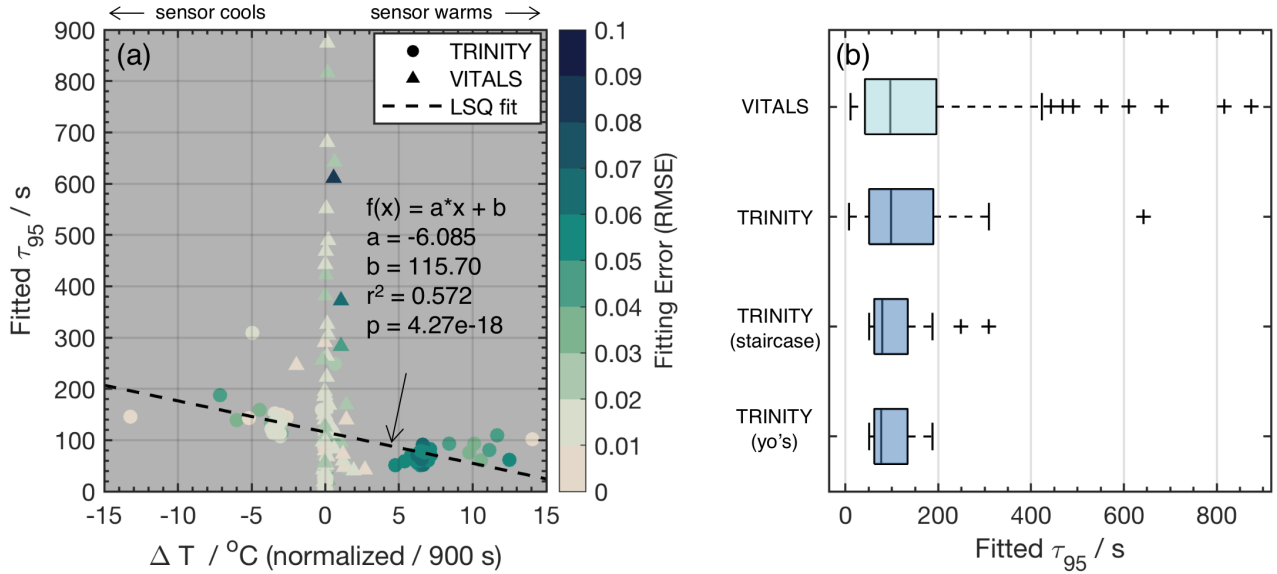 ← sensor cools
sensor warms →
(a)
TRINITY
VITALS
LSQ fit
f(x) = a*x + b
a = -6.085
b = 115.70
r² = 0.572
p = 4.27e-18
900
800
700
600
500
400
300
200
100
0
Fitted τ95 / s
-15 -10 -5 0 5 10 15
Δ T / °C (normalized / 900 s)
0.1
0.09
0.08
0.07
0.06
0.05
0.04
0.03
0.02
0.01
0
Fitting Error (RMSE)
(b)
VITALS
TRINITY
TRINITY
(staircase)
TRINITY
(yo's)
0 200 400 600 800
Fitted τ95 / s